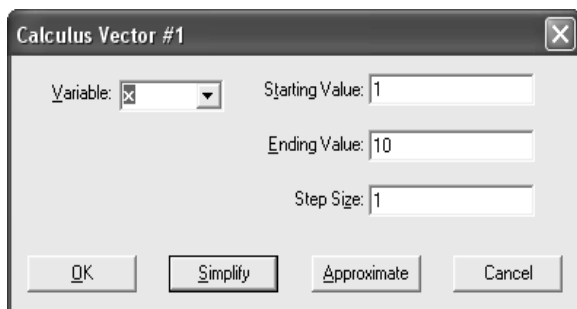 Calculus Vector #1
Variable: x
Starting Value: 1
Ending Value: 10
Step Size: 1
OK Simplify Approximate Cancel